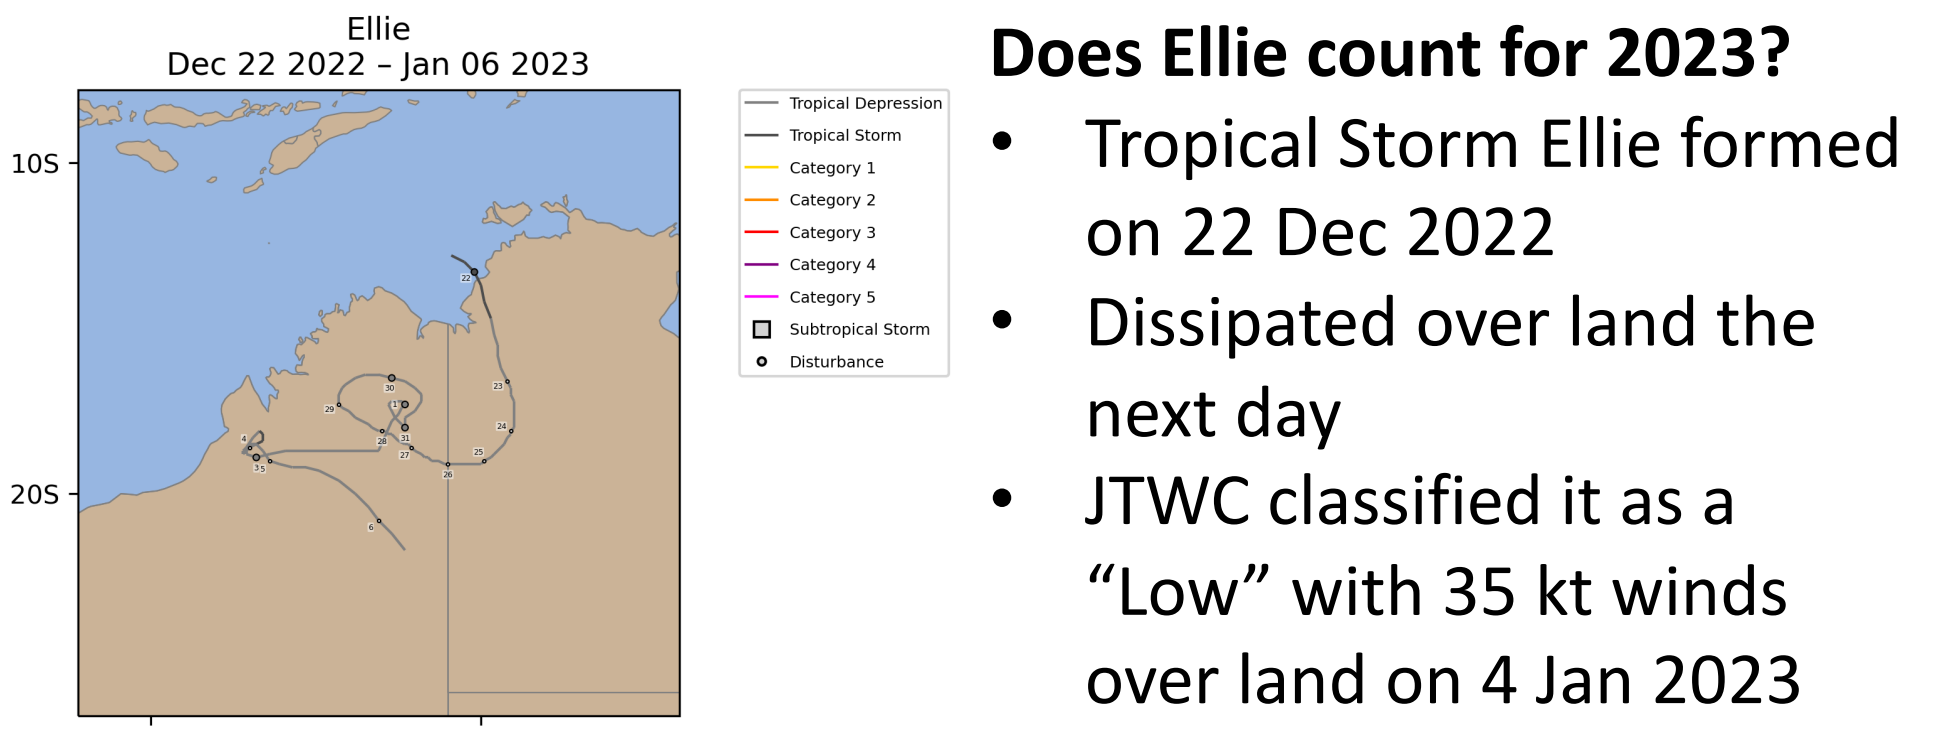 Ellie
Dec 22 2022 – Jan 06 2023
10S
20S
22
23
24
25
26
27
28
29
30
31
1
3
4
5
6
Tropical Depression
Tropical Storm
Category 1
Category 2
Category 3
Category 4
Category 5
Subtropical Storm
Disturbance
Does Ellie count for 2023?
• Tropical Storm Ellie formed
on 22 Dec 2022
• Dissipated over land the
next day
• JTWC classified it as a
“Low” with 35 kt winds
over land on 4 Jan 2023